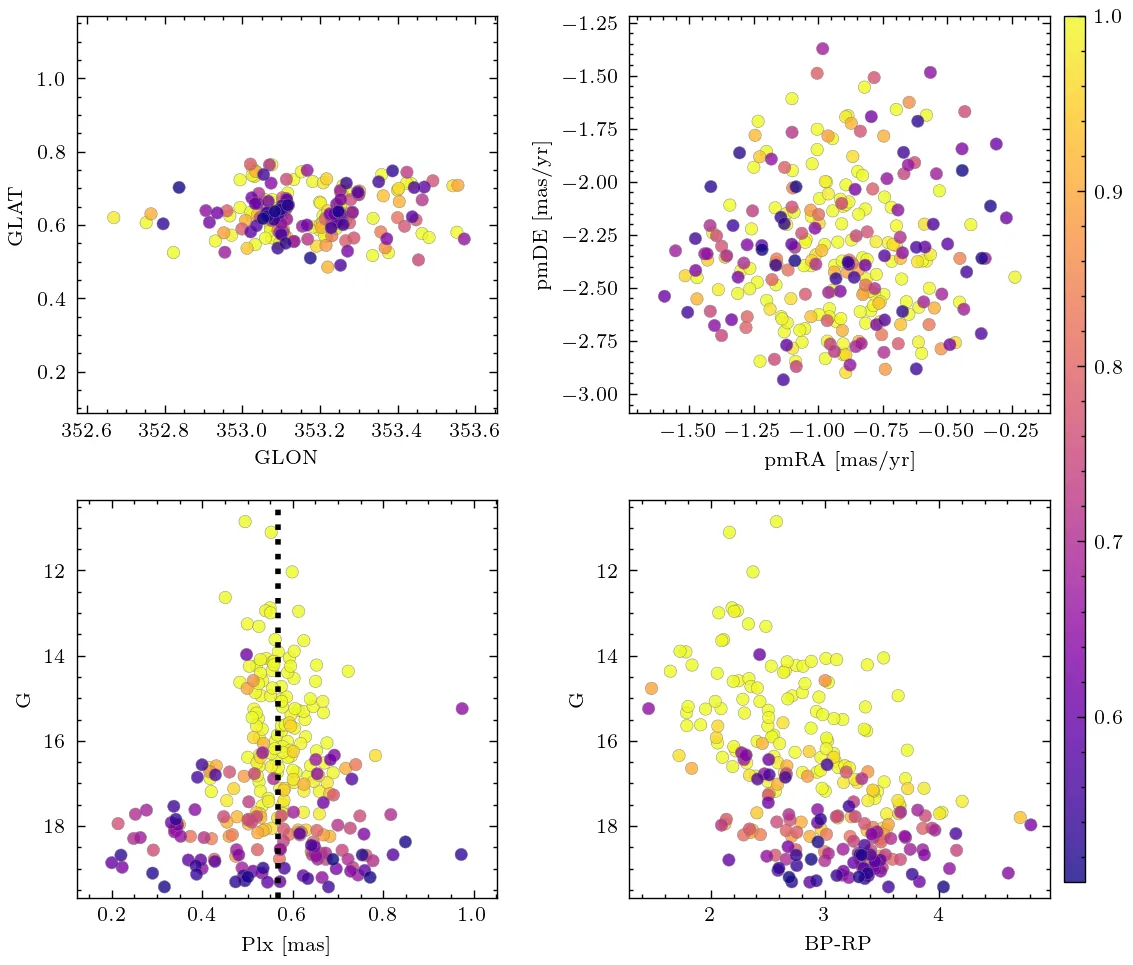 1.0
0.8
0.6
0.4
0.2
GLAT
352.6 352.8 353.0 353.2 353.4 353.6
GLON
−1.25
−1.50
−1.75
−2.00
−2.25
−2.50
−2.75
−3.00
pmDE [mas/yr]
−1.50 −1.25 −1.00 −0.75 −0.50 −0.25
pmRA [mas/yr]
1.0
0.9
0.8
0.7
0.6
12
14
16
18
G
0.2 0.4 0.6 0.8 1.0
Plx [mas]
12
14
16
18
G
2 3 4
BP-RP